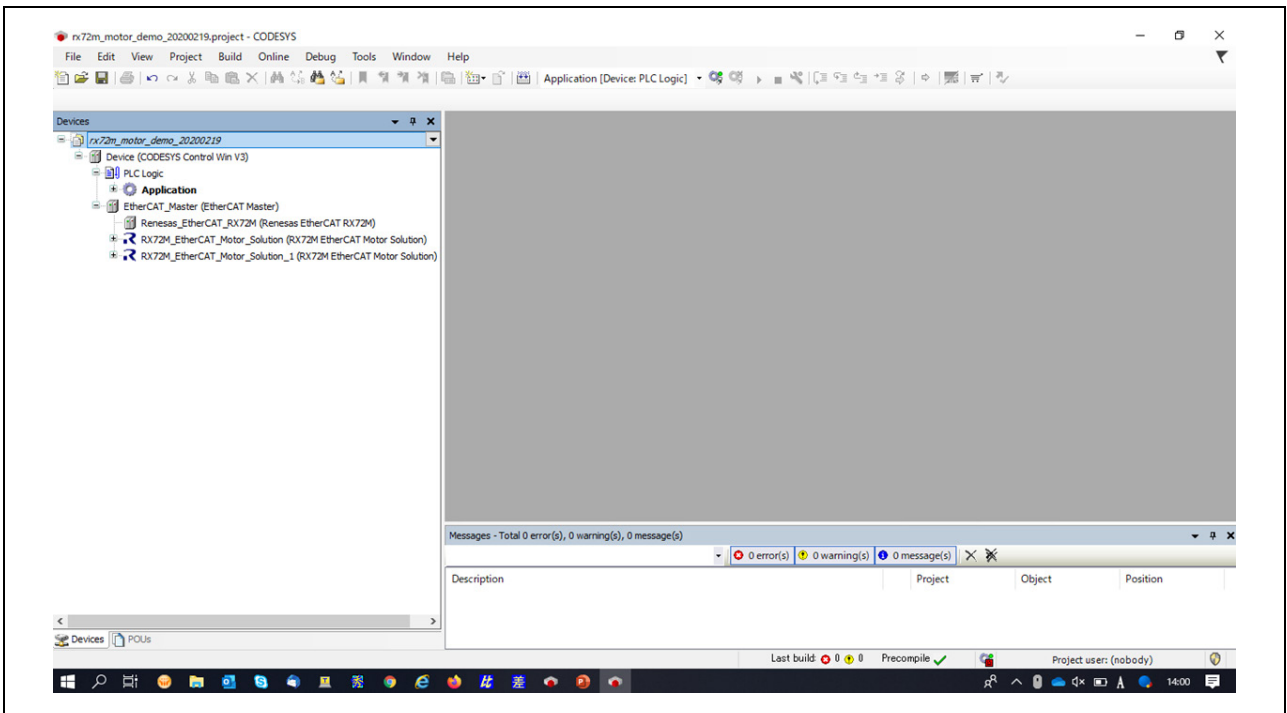 rx72m_motor_demo_20200219.project - CODESYS
File Edit View Project Build Online Debug Tools Window Help
Application [Device: PLC Logic]
Devices
rx72m_motor_demo_20200219
Device (CODESYS Control Win V3)
PLC Logic
Application
EtherCAT_Master (EtherCAT Master)
Renesas_EtherCAT_RX72M (Renesas EtherCAT RX72M)
RX72M_EtherCAT_Motor_Solution (RX72M EtherCAT Motor Solution)
RX72M_EtherCAT_Motor_Solution_1 (RX72M EtherCAT Motor Solution)
Messages - Total 0 error(s), 0 warning(s), 0 message(s)
0 error(s) 0 warning(s) 0 message(s)
Description Project Object Position
Devices POUs
Last build: 0 0 Precompile Project user: (nobody)
差 A 14:00